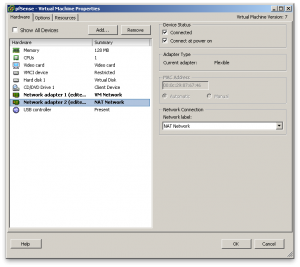 pfSense - Virtual Machine Properties
Hardware Options Resources
Virtual Machine Version: 7
Show All Devices Add... Remove
Hardware Summary
Memory 128 MB
CPUs 1
Video card Video card
VMCI device Restricted
Hard disk 1 Virtual Disk
CD/DVD Drive 1 Client Device
Network adapter 1 (edite... VM Network
Network adapter 2 (edite... NAT Network
USB controller Present
Device Status
Connected
Connect at power on
Adapter Type
Current adapter: Flexible
MAC Address
Automatic Manual
Network Connection
Network label:
NAT Network
Help OK Cancel